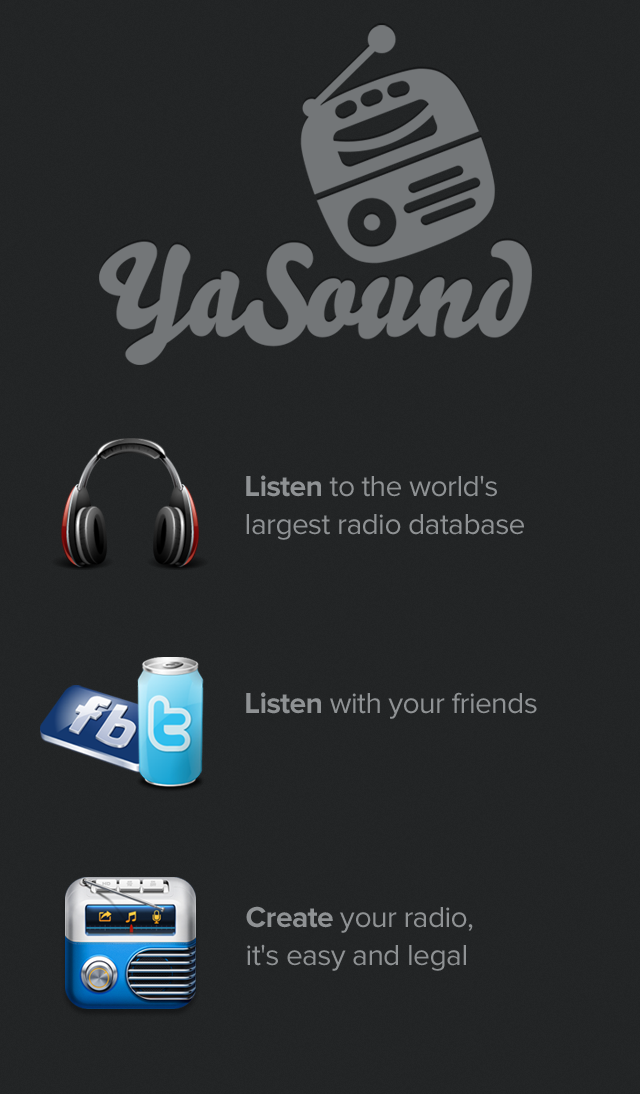 YaSound
Listen to the world's
largest radio database
fb
t
Listen with your friends
Create your radio,
it's easy and legal